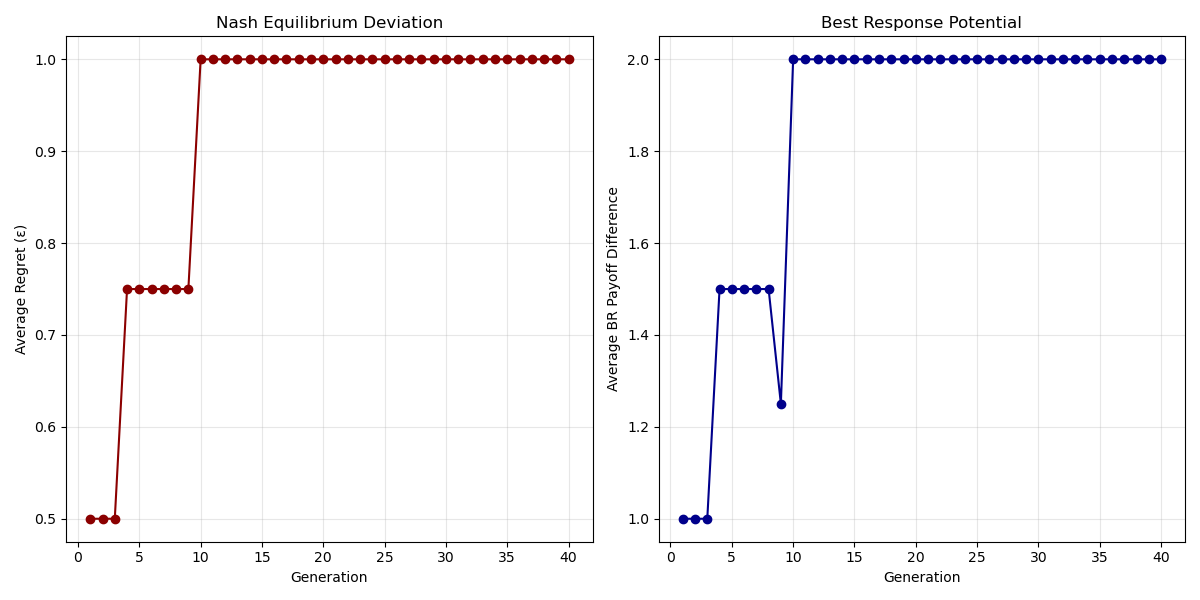 Nash Equilibrium Deviation
Average Regret (ε)
1.0
0.9
0.8
0.7
0.6
0.5
0 5 10 15 20 25 30 35 40
Generation
Best Response Potential
Average BR Payoff Difference
2.0
1.8
1.6
1.4
1.2
1.0
0 5 10 15 20 25 30 35 40
Generation